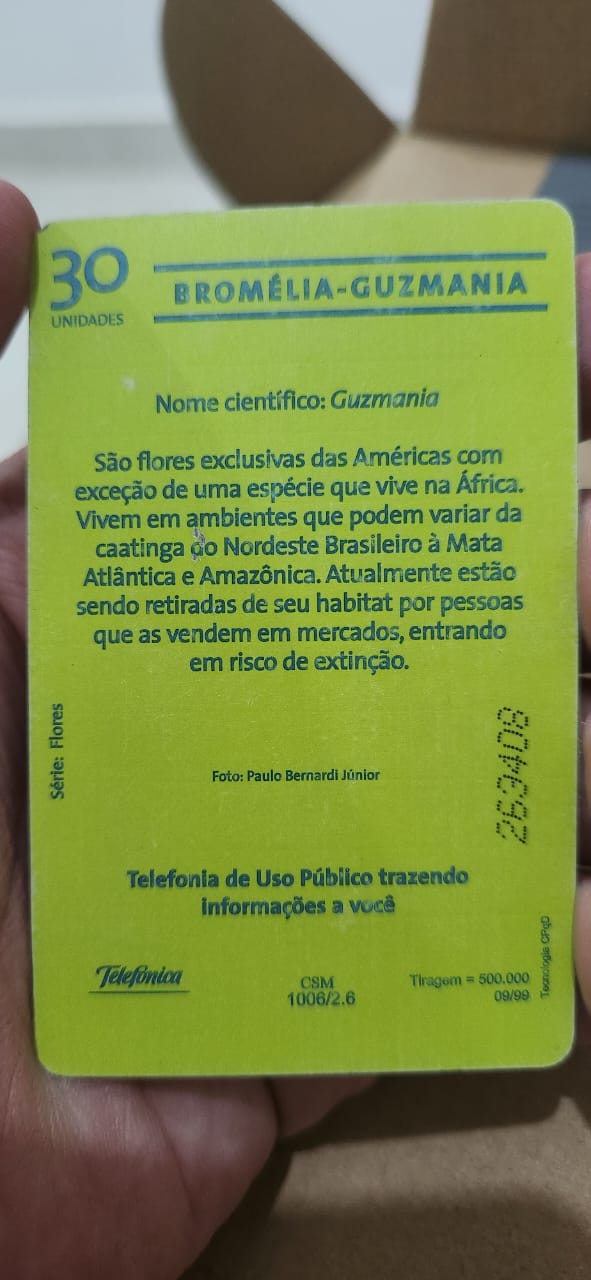 30
UNIDADES
BROMÉLIA-GUZMANIA
Nome científico: Guzmania
São flores exclusivas das Américas com
exceção de uma espécie que vive na África.
Vivem em ambientes que podem variar da
caatinga do Nordeste Brasileiro à Mata
Atlântica e Amazônica. Atualmente estão
sendo retiradas de seu habitat por pessoas
que as vendem em mercados, entrando
em risco de extinção.
Série: Flores
Foto: Paulo Bernardi Júnior
263408
Telefonia de Uso Público trazendo
informações a você
Telefónica
CSM
1006/2.6
Tiragem = 500.000
09/99
Tecnologia CPqD